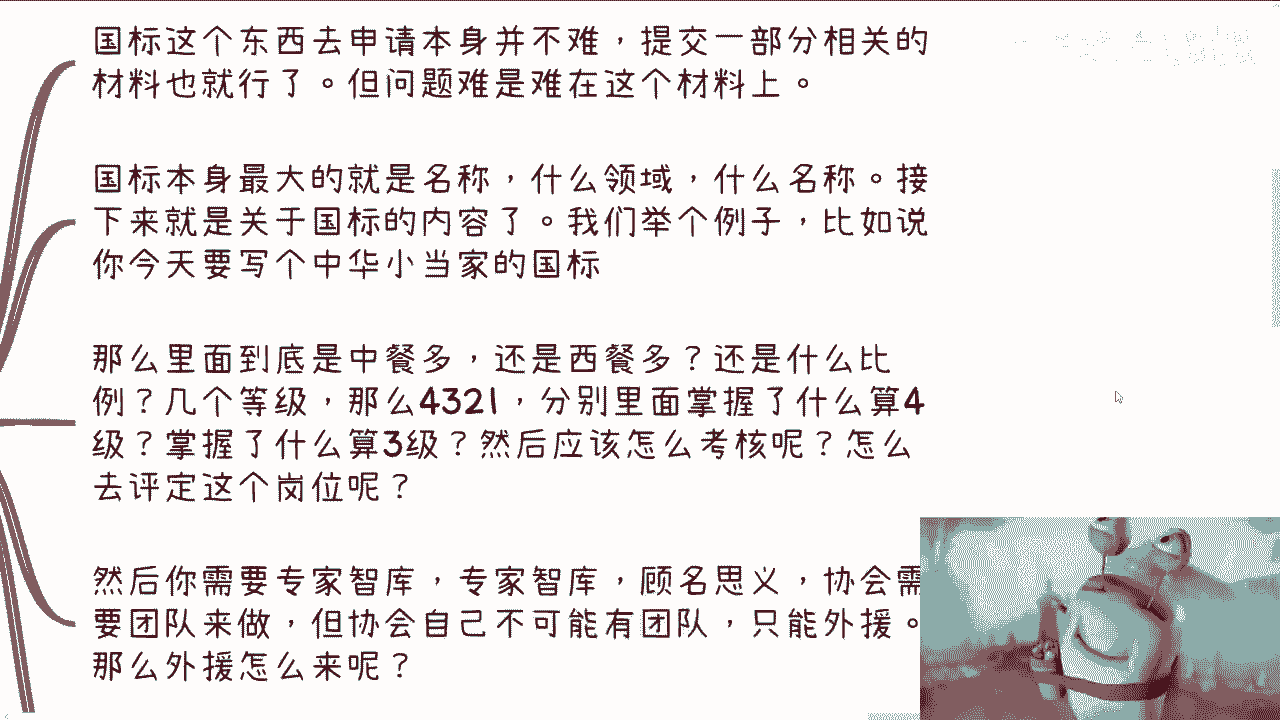 国标这个东西去申请本身并不难，提交一部分相关的
材料也就行了。但问题难是难在这个材料上。
国标本身最大的就是名称，什么领域，什么名称。接
下来就是关于国标的内容了。我们举个例子，比如说
你今天要写个中华小当家的国标
那么里面到底是中餐多，还是西餐多？还是什么比
例？几个等级，那么4321，分别里面掌握了什么算4
级？掌握了什么算3级？然后应该怎么考核呢？怎么
去评定这个岗位呢？
然后你需要专家智库，专家智库，顾名思义，协会需
要团队来做，但协会自己不可能有团队，只能外援。
那么外援怎么来呢？